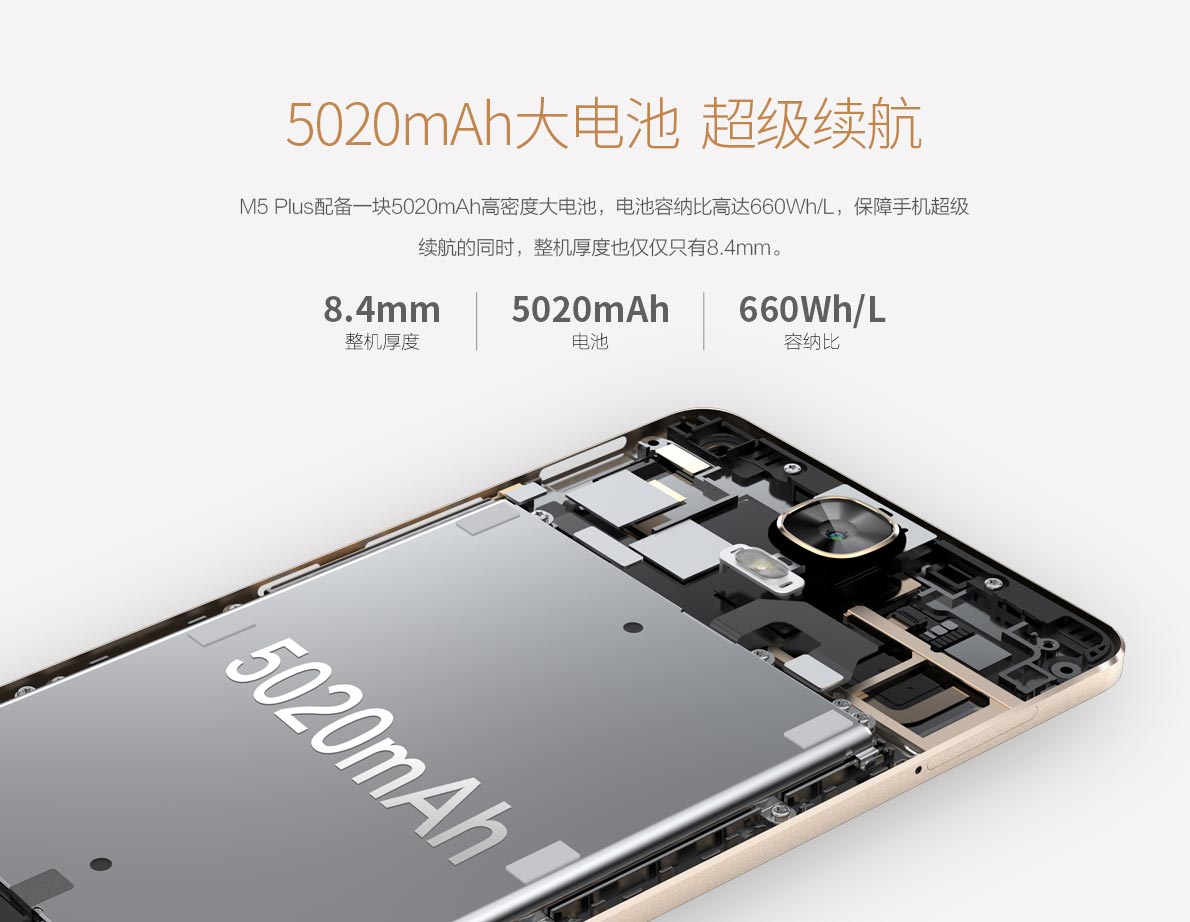 5020mAh大电池 超级续航
M5 Plus配备一块5020mAh高密度大电池，电池容纳比高达660Wh/L，保障手机超级
续航的同时，整机厚度也仅仅只有8.4mm。
8.4mm 5020mAh 660Wh/L
整机厚度 电池 容纳比
5020mAh